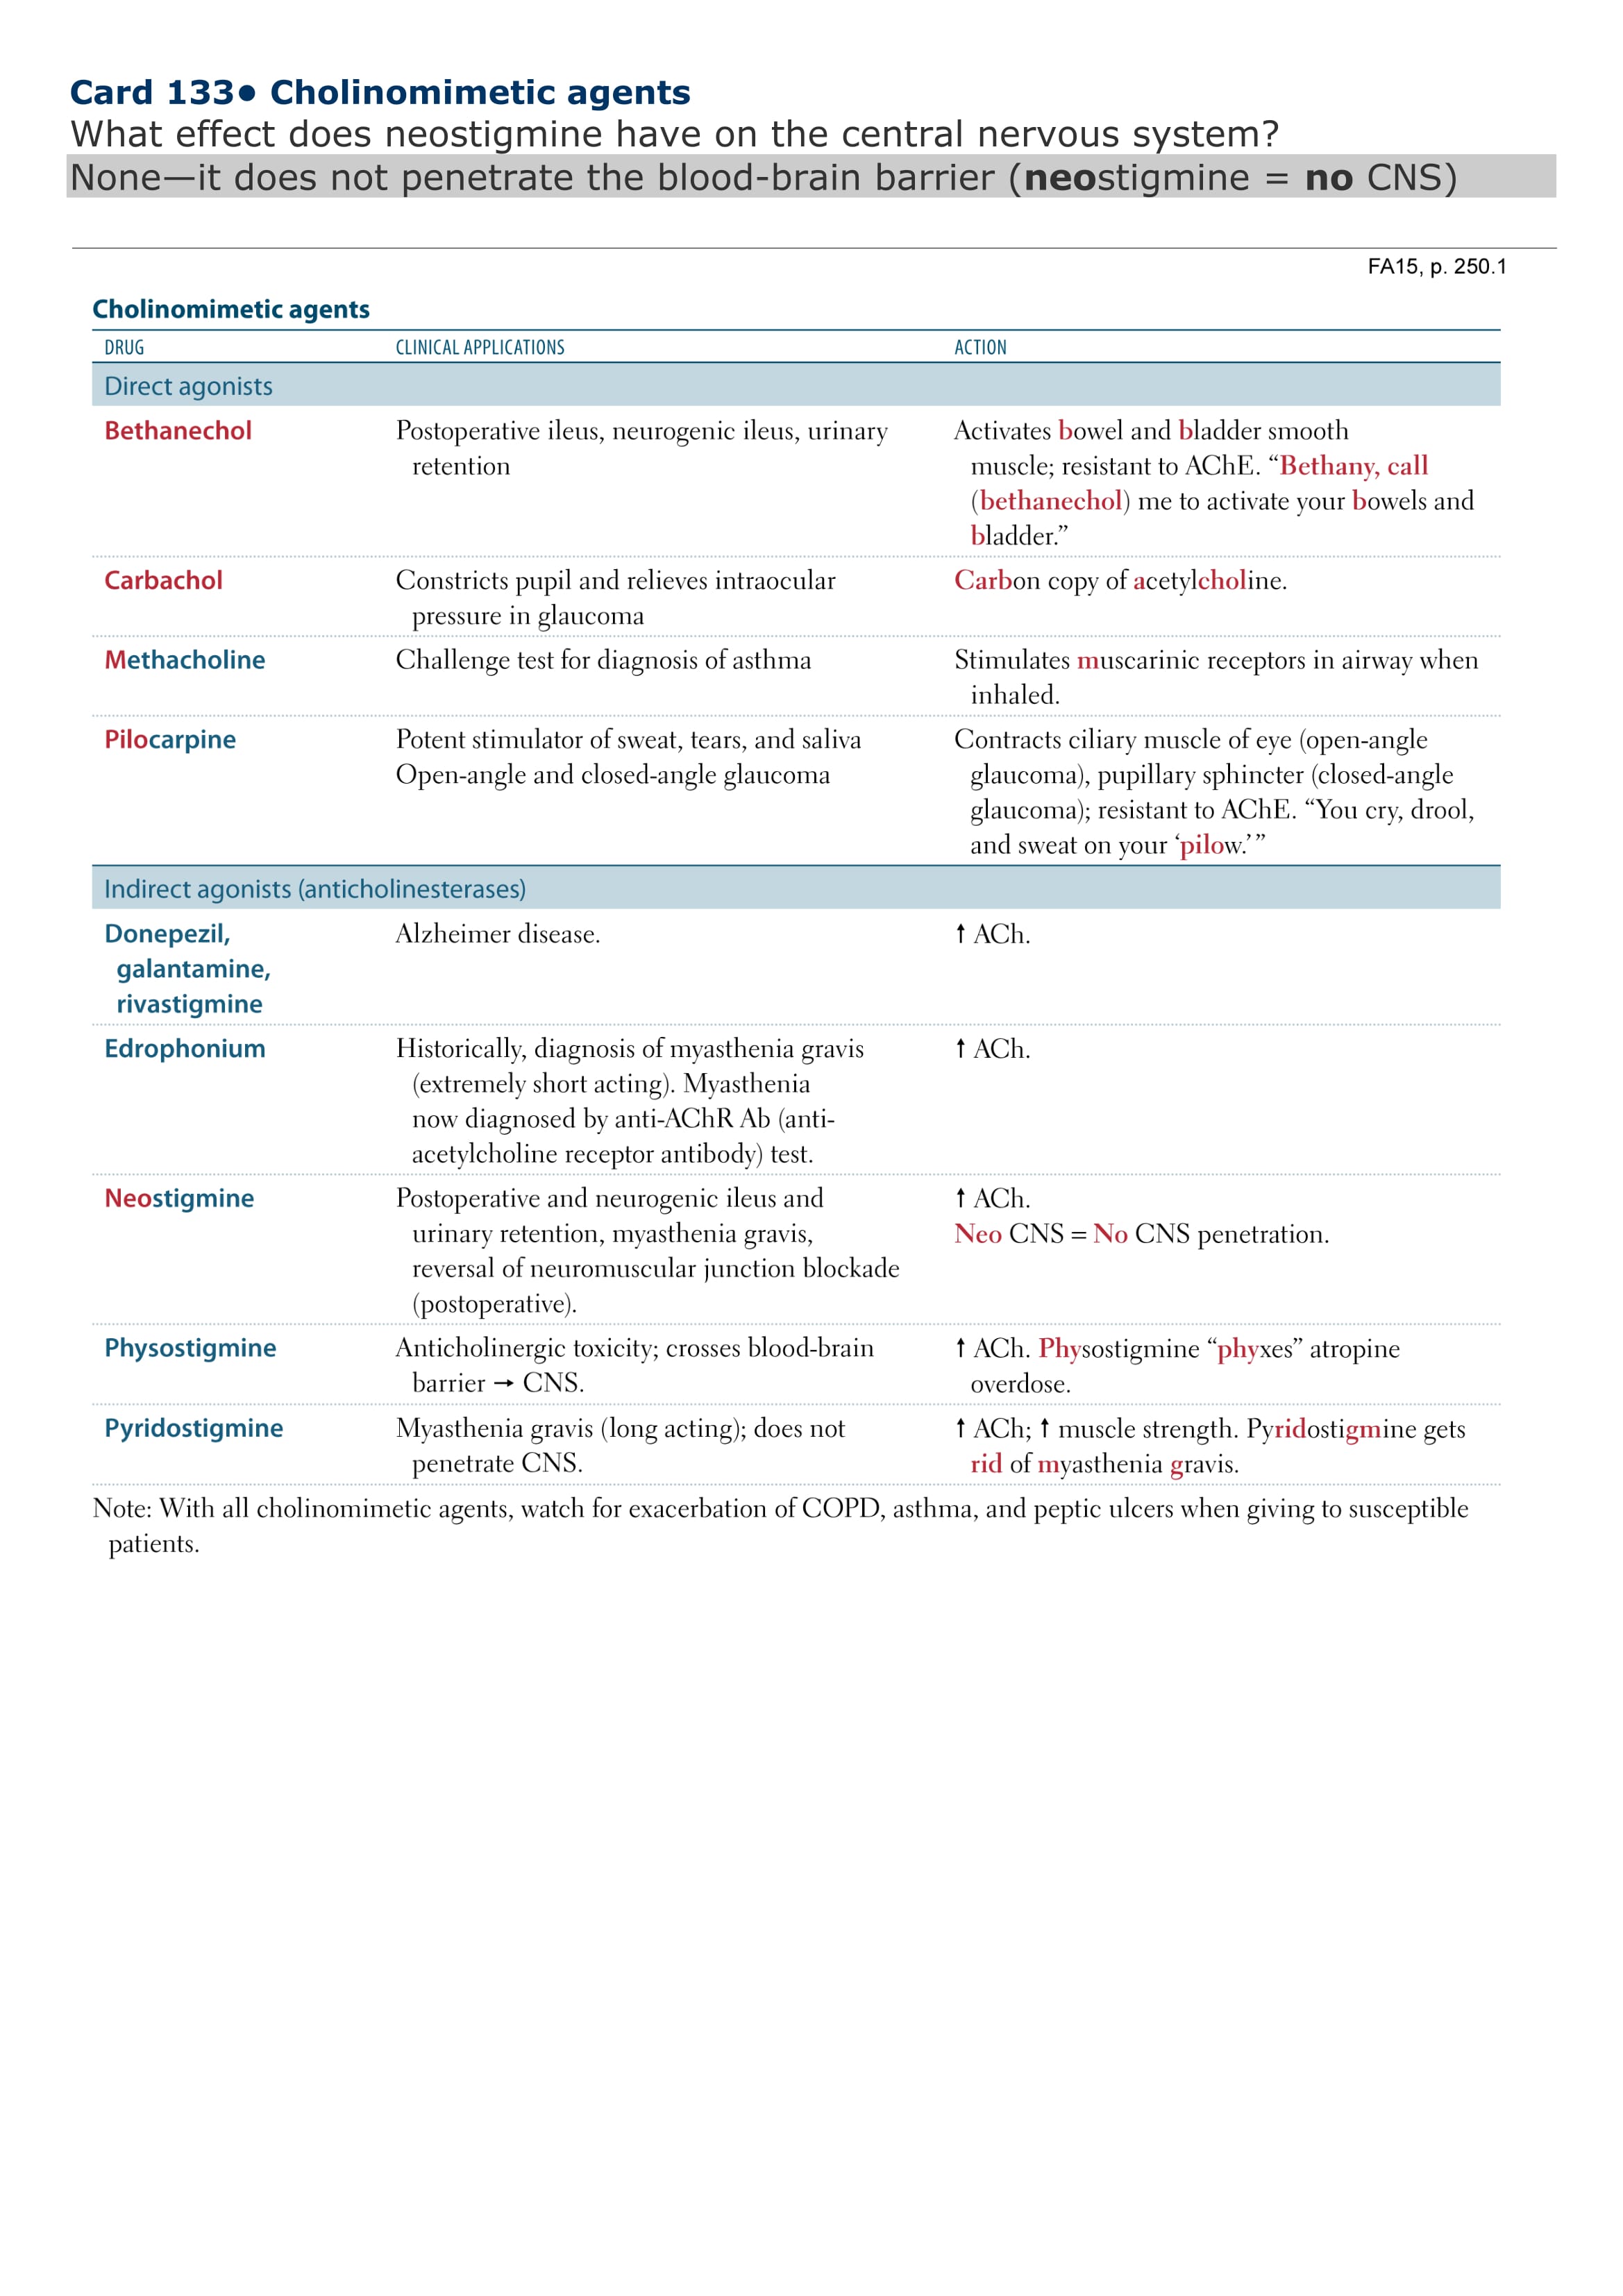 Card 133• Cholinomimetic agents
What effect does neostigmine have on the central nervous system?
None—it does not penetrate the blood-brain barrier (neostigmine = no CNS)
FA15, p. 250.1
Cholinomimetic agents
DRUG CLINICAL APPLICATIONS ACTION
Direct agonists
Bethanechol Postoperative ileus, neurogenic ileus, urinary Activates bowel and bladder smooth
retention muscle; resistant to AChE. “Bethany, call
(bethanechol) me to activate your bowels and
bladder.”
Carbachol Constricts pupil and relieves intraocular Carbon copy of acetylcholine.
pressure in glaucoma
Methacholine Challenge test for diagnosis of asthma Stimulates muscarinic receptors in airway when
inhaled.
Pilocarpine Potent stimulator of sweat, tears, and saliva Contracts ciliary muscle of eye (open-angle
Open-angle and closed-angle glaucoma glaucoma), pupillary sphincter (closed-angle
glaucoma); resistant to AChE. “You cry, drool,
and sweat on your ‘pilow.’”
Indirect agonists (anticholinesterases)
Donepezil, Alzheimer disease. ↑ ACh.
galantamine,
rivastigmine
Edrophonium Historically, diagnosis of myasthenia gravis ↑ ACh.
(extremely short acting). Myasthenia
now diagnosed by anti-AChR Ab (anti-
acetylcholine receptor antibody) test.
Neostigmine Postoperative and neurogenic ileus and ↑ ACh.
urinary retention, myasthenia gravis, Neo CNS = No CNS penetration.
reversal of neuromuscular junction blockade
(postoperative).
Physostigmine Anticholinergic toxicity; crosses blood-brain ↑ ACh. Physostigmine “phyxes” atropine
barrier → CNS. overdose.
Pyridostigmine Myasthenia gravis (long acting); does not ↑ ACh; ↑ muscle strength. Pyridostigmine gets
penetrate CNS. rid of myasthenia gravis.
Note: With all cholinomimetic agents, watch for exacerbation of COPD, asthma, and peptic ulcers when giving to susceptible
patients.